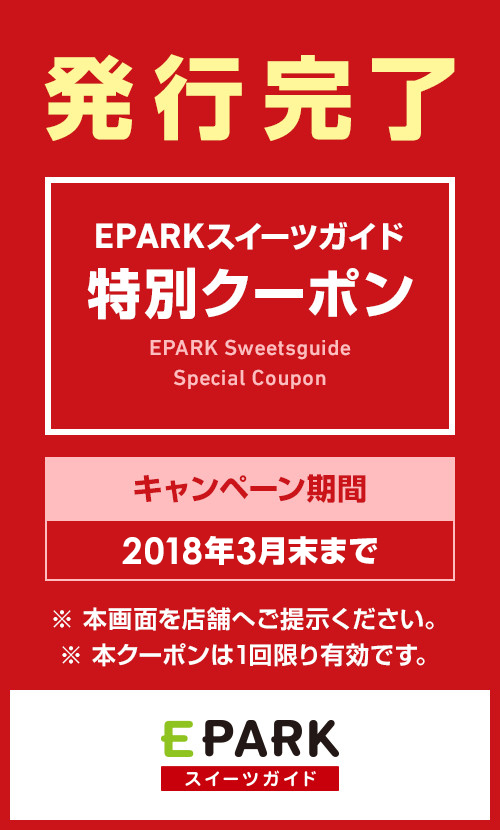 発行完了
EPARKスイーツガイド
特別クーポン
EPARK Sweetsguide
Special Coupon
キャンペーン期間
2018年3月末まで
※ 本画面を店舗へご提示ください。
※ 本クーポンは1回限り有効です。
EPARK
スイーツガイド